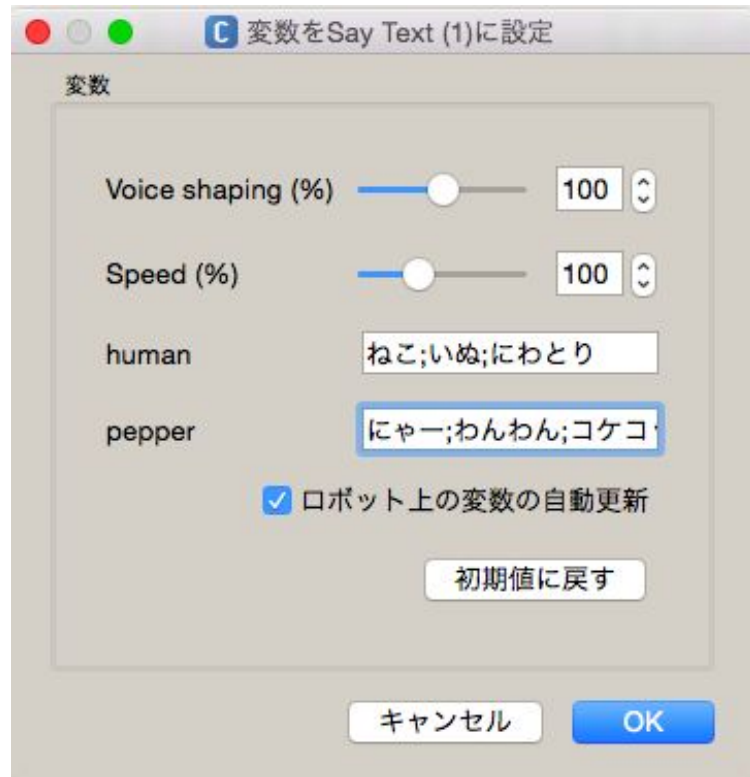 C 変数をSay Text (1)に設定
変数
Voice shaping (%) 100
Speed (%) 100
human ねこ;いぬ;にわとり
pepper にゃー;わんわん;コケコ
ロボット上の変数の自動更新
初期値に戻す
キャンセル OK